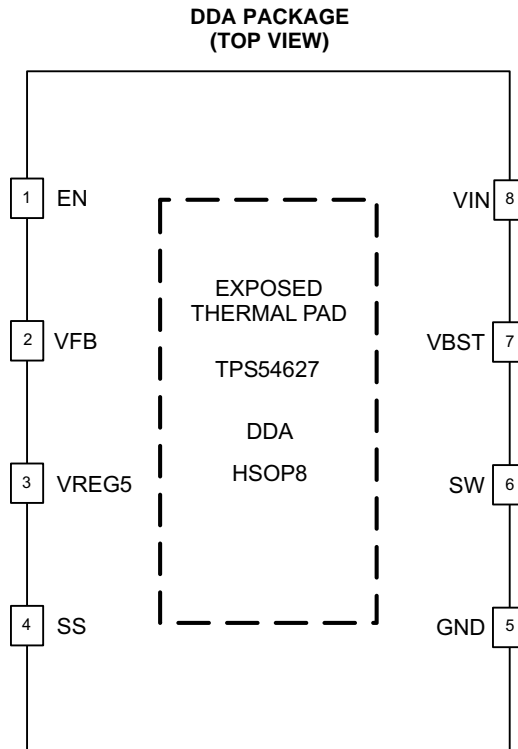 DDA PACKAGE
(TOP VIEW)
1 EN
VIN 8
EXPOSED
THERMAL PAD
2 VFB
VBST 7
TPS54627
DDA
HSOP8
3 VREG5
SW 6
4 SS
GND 5